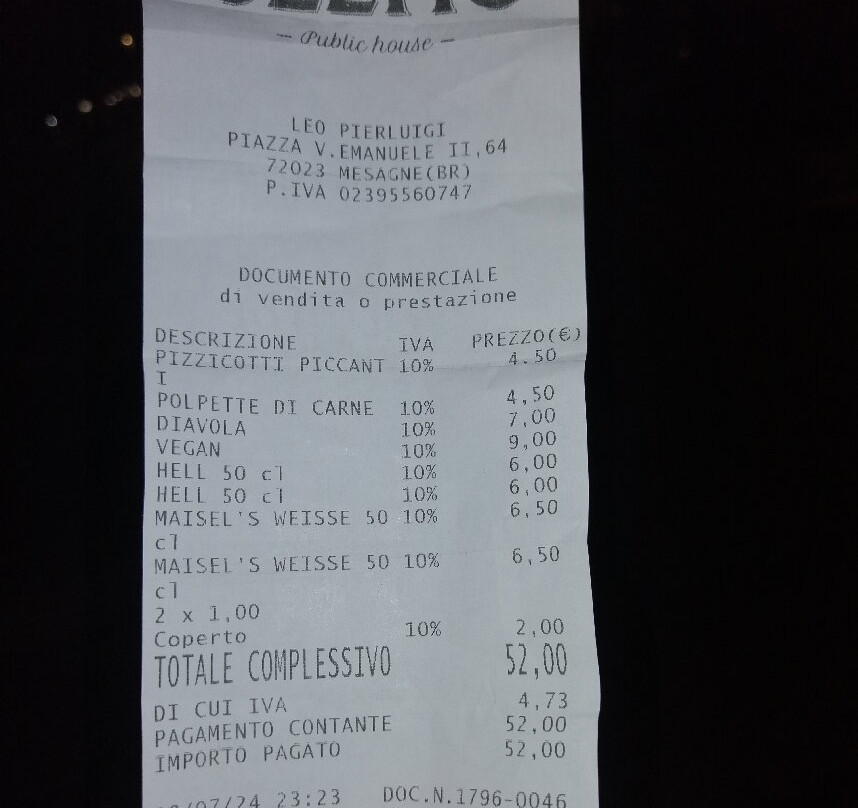 — Public house —
LEO PIERLUIGI
PIAZZA V.EMANUELE II,64
72023 MESAGNE(BR)
P.IVA 02395560747
DOCUMENTO COMMERCIALE
di vendita o prestazione
DESCRIZIONE IVA PREZZO(€)
PIZZICOTTI PICCANT 10% 4.50
I
POLPETTE DI CARNE 10% 4,50
DIAVOLA 10% 7,00
VEGAN 10% 9,00
HELL 50 cl 10% 6,00
HELL 50 cl 10% 6,00
MAISEL'S WEISSE 50 10% 6,50
cl
MAISEL'S WEISSE 50 10% 6,50
cl
2 x 1,00
Coperto 10% 2,00
TOTALE COMPLESSIVO 52,00
DI CUI IVA 4,73
PAGAMENTO CONTANTE 52,00
IMPORTO PAGATO 52,00
/07/24 23:23 DOC.N.1796-0046